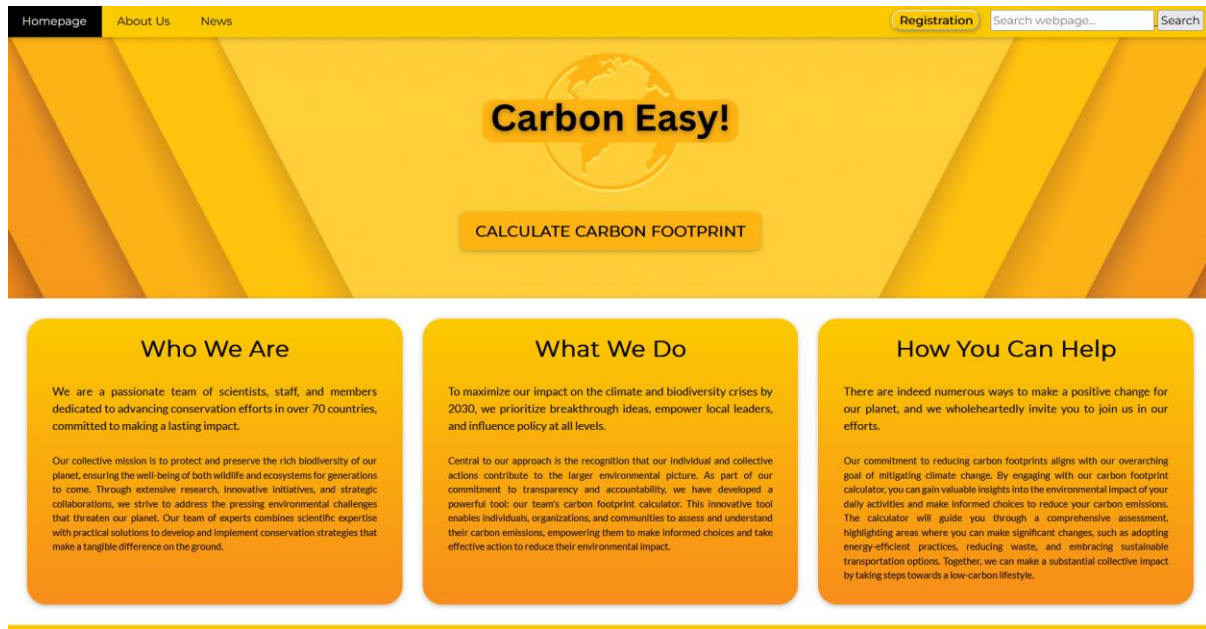 Homepage About Us News Registration Search webpage... Search
Carbon Easy!
CALCULATE CARBON FOOTPRINT
Who We Are
We are a passionate team of scientists, staff, and members
dedicated to advancing conservation efforts in over 70 countries,
committed to making a lasting impact.
Our collective mission is to protect and preserve the rich biodiversity of our
planet, ensuring the well-being of both wildlife and ecosystems for generations
to come. Through extensive research, innovative initiatives, and strategic
collaborations, we strive to address the pressing environmental challenges
that threaten our planet. Our team of experts combines scientific expertise
with practical solutions to develop and implement conservation strategies that
make a tangible difference on the ground.
What We Do
To maximize our impact on the climate and biodiversity crises by
2030, we prioritize breakthrough ideas, empower local leaders,
and influence policy at all levels.
Central to our approach is the recognition that our individual and collective
actions contribute to the larger environmental picture. As part of our
commitment to transparency and accountability, we have developed a
powerful tool: our team's carbon footprint calculator. This innovative tool
enables individuals, organizations, and communities to assess and understand
their carbon emissions, empowering them to make informed choices and take
effective action to reduce their environmental impact.
How You Can Help
There are indeed numerous ways to make a positive change for
our planet, and we wholeheartedly invite you to join us in our
efforts.
Our commitment to reducing carbon footprints aligns with our overarching
goal of mitigating climate change. By engaging with our carbon footprint
calculator, you can gain valuable insights into the environmental impact of your
daily activities and make informed choices to reduce your carbon emissions.
The calculator will guide you through a comprehensive assessment,
highlighting areas where you can make significant changes, such as adopting
energy-efficient practices, reducing waste, and embracing sustainable
transportation options. Together, we can make a substantial collective impact
by taking steps towards a low-carbon lifestyle.